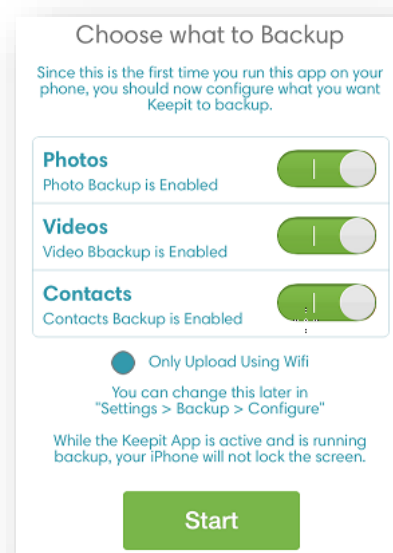 Choose what to Backup
Since this is the first time you run this app on your
phone, you should now configure what you want
Keepit to backup.
Photos
Photo Backup is Enabled
Videos
Video Bbackup is Enabled
Contacts
Contacts Backup is Enabled
Only Upload Using Wifi
You can change this later in
"Settings > Backup > Configure"
While the Keepit App is active and is running
backup, your iPhone will not lock the screen.
Start